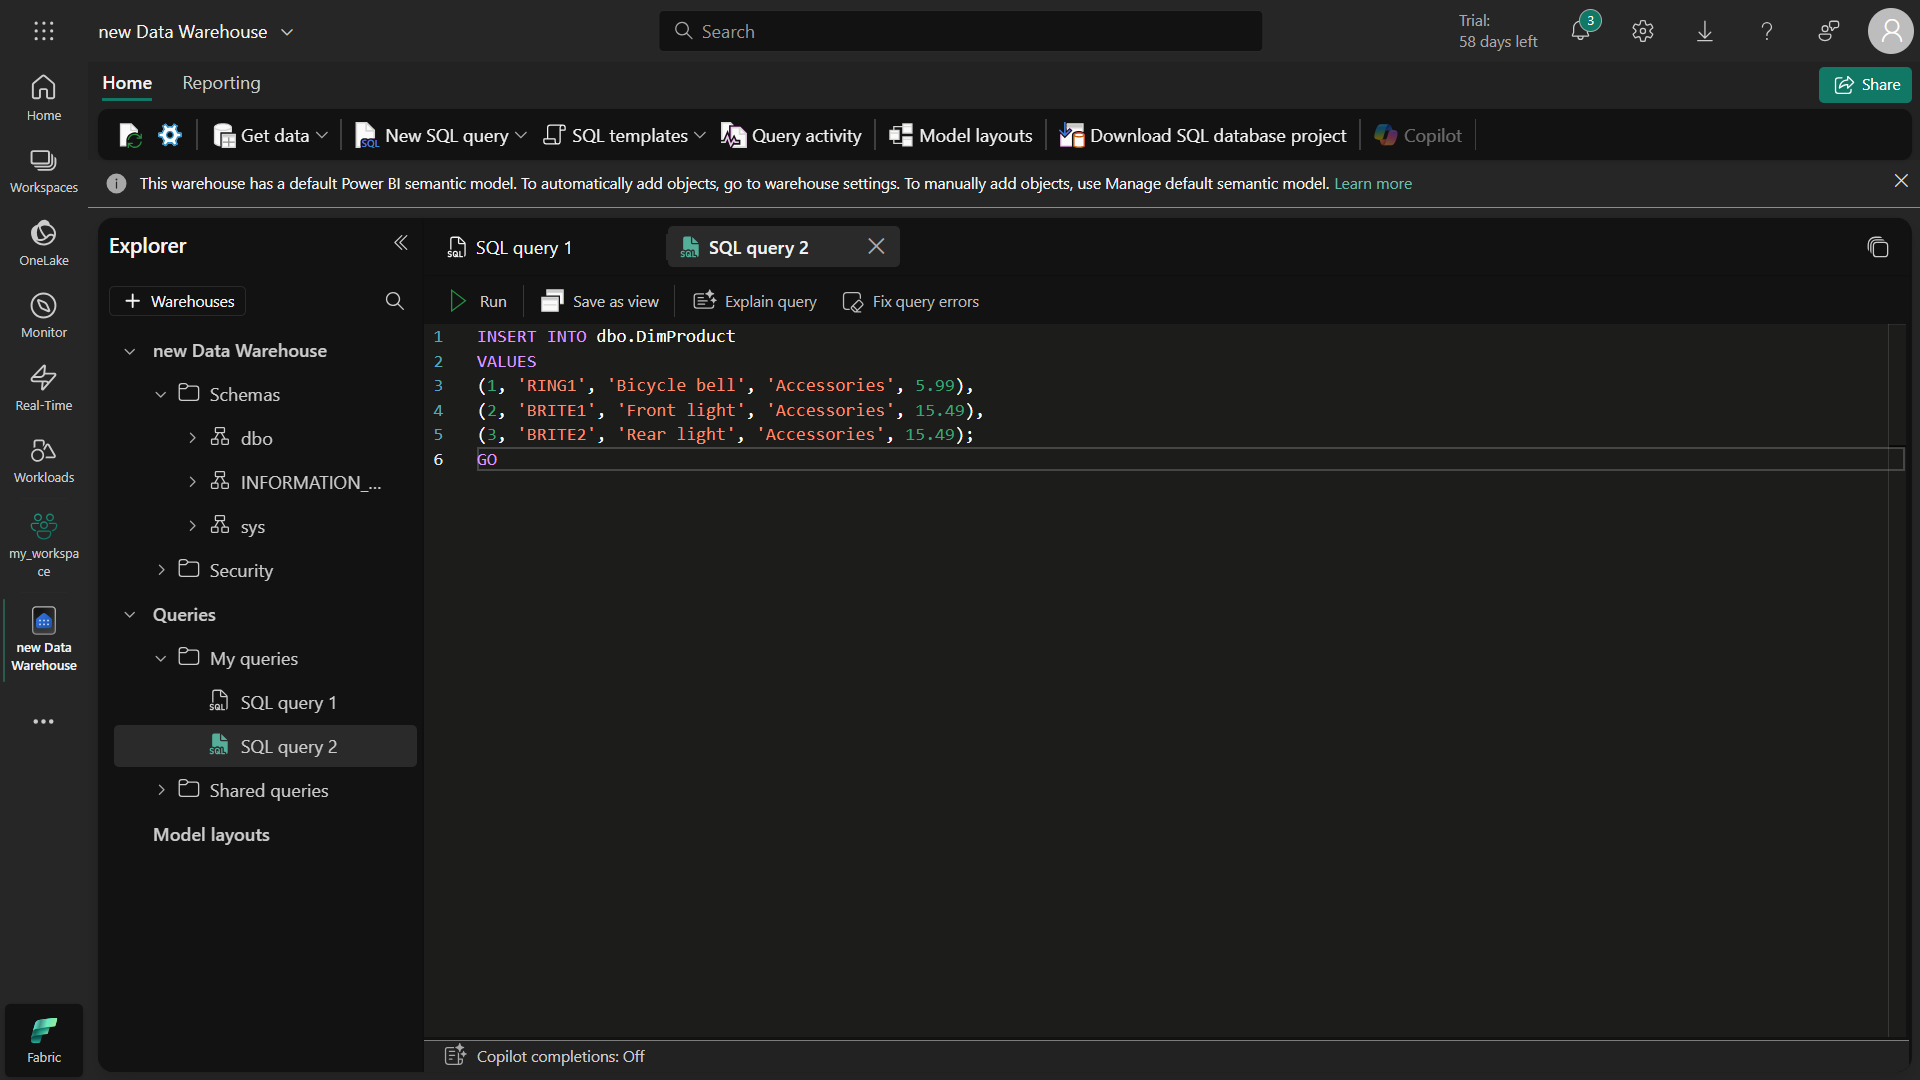 new Data Warehouse
Search
Trial:
58 days left
3
Home
Reporting
Share
Get data
New SQL query
SQL templates
Query activity
Model layouts
Download SQL database project
Copilot
This warehouse has a default Power BI semantic model. To automatically add objects, go to warehouse settings. To manually add objects, use Manage default semantic model. Learn more
Home
Workspaces
OneLake
Monitor
Real-Time
Workloads
my_workspa
ce
new Data
Warehouse
Fabric
Explorer
Warehouses
new Data Warehouse
Schemas
dbo
INFORMATION_...
sys
Security
Queries
My queries
SQL query 1
SQL query 2
Shared queries
Model layouts
SQL query 1
SQL query 2
Run
Save as view
Explain query
Fix query errors
1 INSERT INTO dbo.DimProduct
2 VALUES
3 (1, 'RING1', 'Bicycle bell', 'Accessories', 5.99),
4 (2, 'BRITE1', 'Front light', 'Accessories', 15.49),
5 (3, 'BRITE2', 'Rear light', 'Accessories', 15.49);
6 GO
Copilot completions: Off